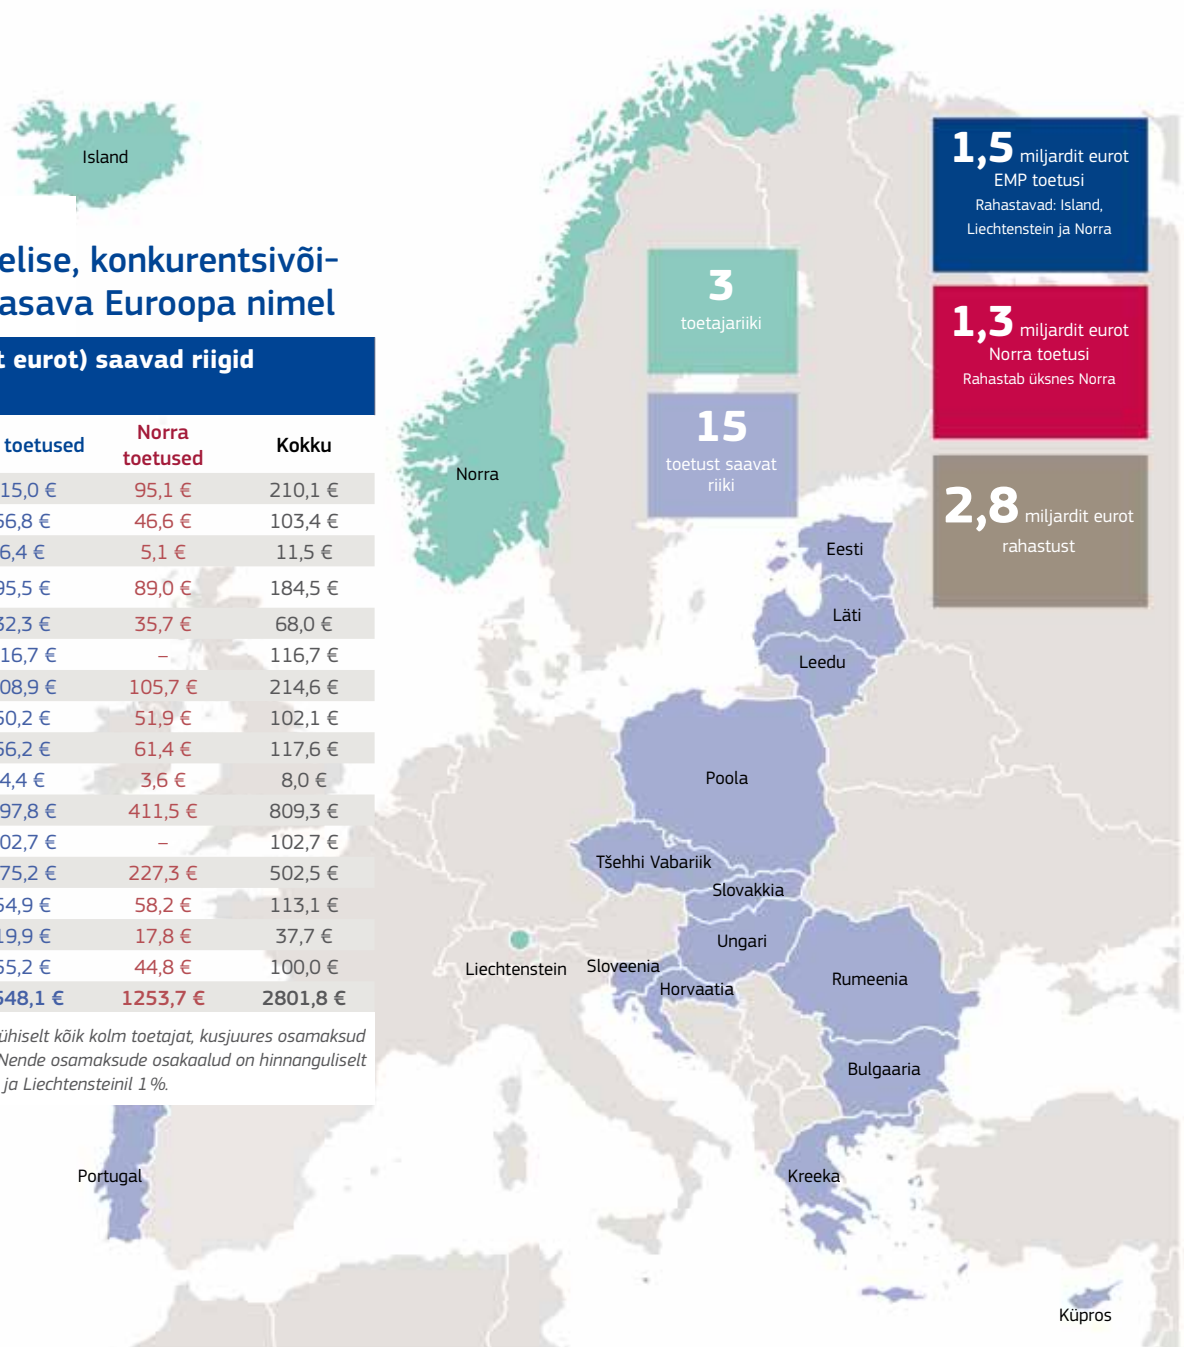 Island
elise, konkurentsivõi-
asava Euroopa nimel
t eurot) saavad riigid
toetused Norra toetused Kokku
15,0 € 95,1 € 210,1 €
56,8 € 46,6 € 103,4 €
6,4 € 5,1 € 11,5 €
95,5 € 89,0 € 184,5 €
32,3 € 35,7 € 68,0 €
16,7 € – 116,7 €
08,9 € 105,7 € 214,6 €
50,2 € 51,9 € 102,1 €
56,2 € 61,4 € 117,6 €
4,4 € 3,6 € 8,0 €
97,8 € 411,5 € 809,3 €
02,7 € – 102,7 €
75,2 € 227,3 € 502,5 €
54,9 € 58,2 € 113,1 €
19,9 € 17,8 € 37,7 €
55,2 € 44,8 € 100,0 €
548,1 € 1253,7 € 2801,8 €
ühiselt kõik kolm toetajat, kusjuures osamaksud
Nende osamaksude osakaalud on hinnanguliselt
ja Liechtensteinil 1 %.
3
toetajariiki
15
toetust saavat
riiki
1,5 miljardit eurot
EMP toetusi
Rahastavad: Island,
Liechtenstein ja Norra
1,3 miljardit eurot
Norra toetusi
Rahastab üksnes Norra
2,8 miljardit eurot
rahastust
Norra
Eesti
Läti
Leedu
Poola
Tšehhi Vabariik
Slovakkia
Ungari
Liechtenstein
Sloveenia
Horvaatia
Rumeenia
Bulgaaria
Portugal
Kreeka
Küpros